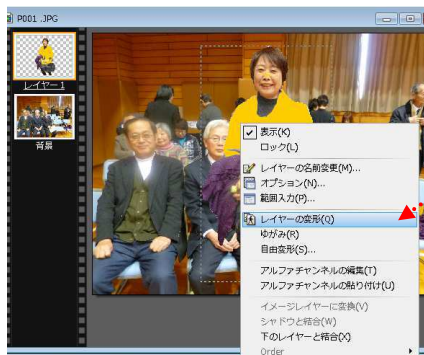 P001 .JPG
レイヤー 1
背景
表示(K)
ロック(L)
レイヤーの名前変更(M)...
オプション(N)...
範囲入力(P)...
レイヤーの変形(Q)
ゆがみ(R)
自由変形(S)...
アルファチャンネルの編集(T)
アルファチャンネルの貼り付け(U)
イメージレイヤーに変換(V)
シャドウと結合(W)
下のレイヤーと結合(X)
Order